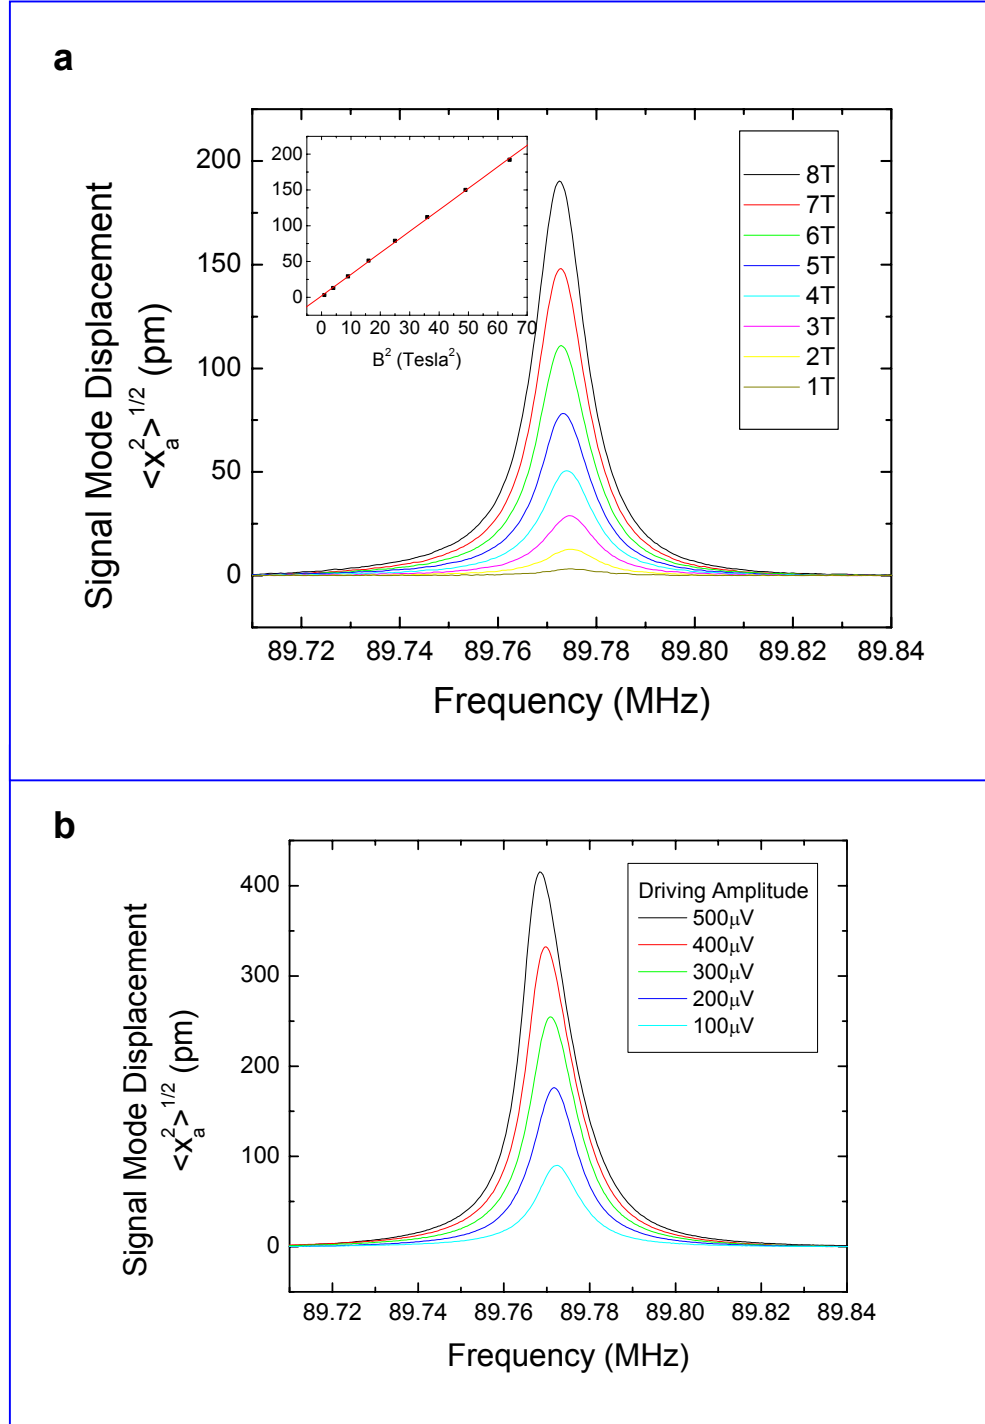 a
Signal Mode Displacement
<x_a^2>^1/2 (pm)
200
150
100
50
0
89.72 89.74 89.76 89.78 89.80 89.82 89.84
Frequency (MHz)
200
150
100
50
0
0 10 20 30 40 50 60 70
B^2 (Tesla^2)
8T
7T
6T
5T
4T
3T
2T
1T
b
Signal Mode Displacement
<x_a^2>^1/2 (pm)
400
300
200
100
0
89.72 89.74 89.76 89.78 89.80 89.82 89.84
Frequency (MHz)
Driving Amplitude
500μV
400μV
300μV
200μV
100μV